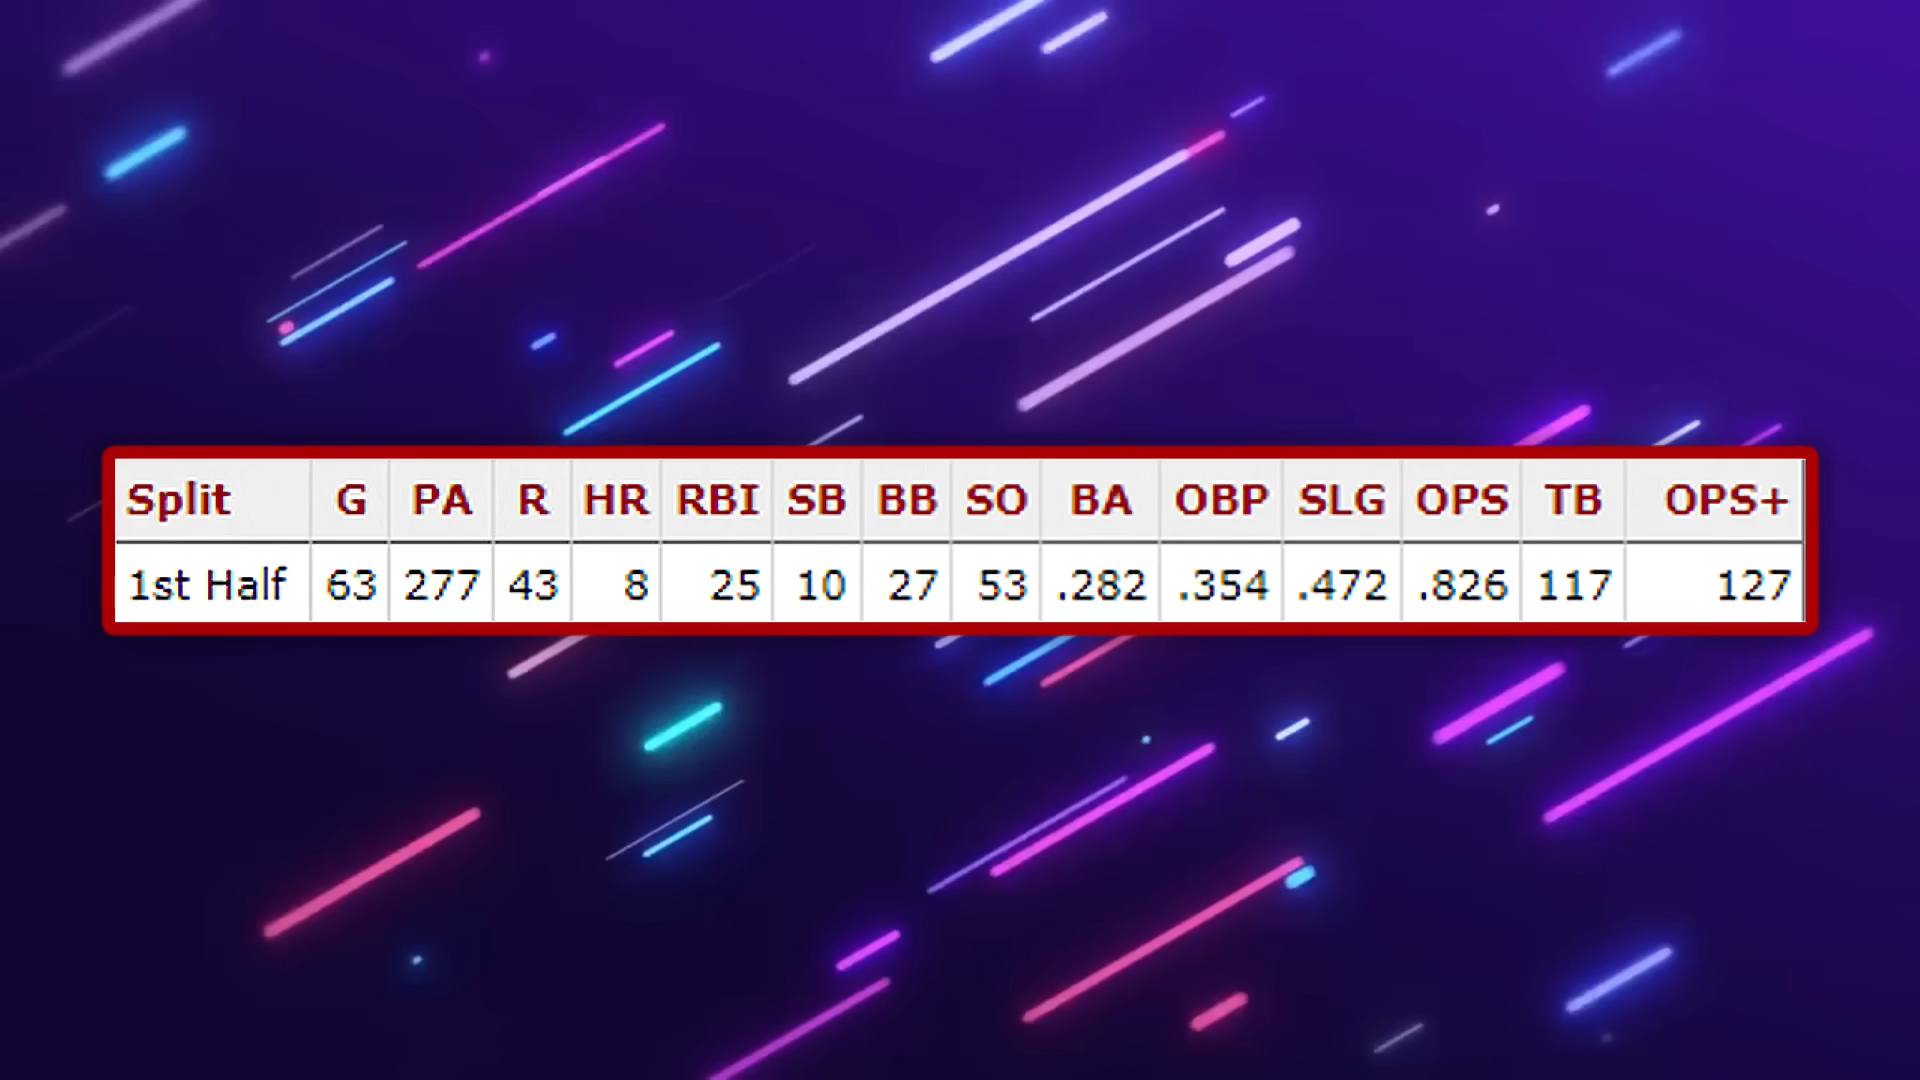 Split G PA R HR RBI SB BB SO BA OBP SLG OPS TB OPS+
1st Half 63 277 43 8 25 10 27 53 .282 .354 .472 .826 117 127